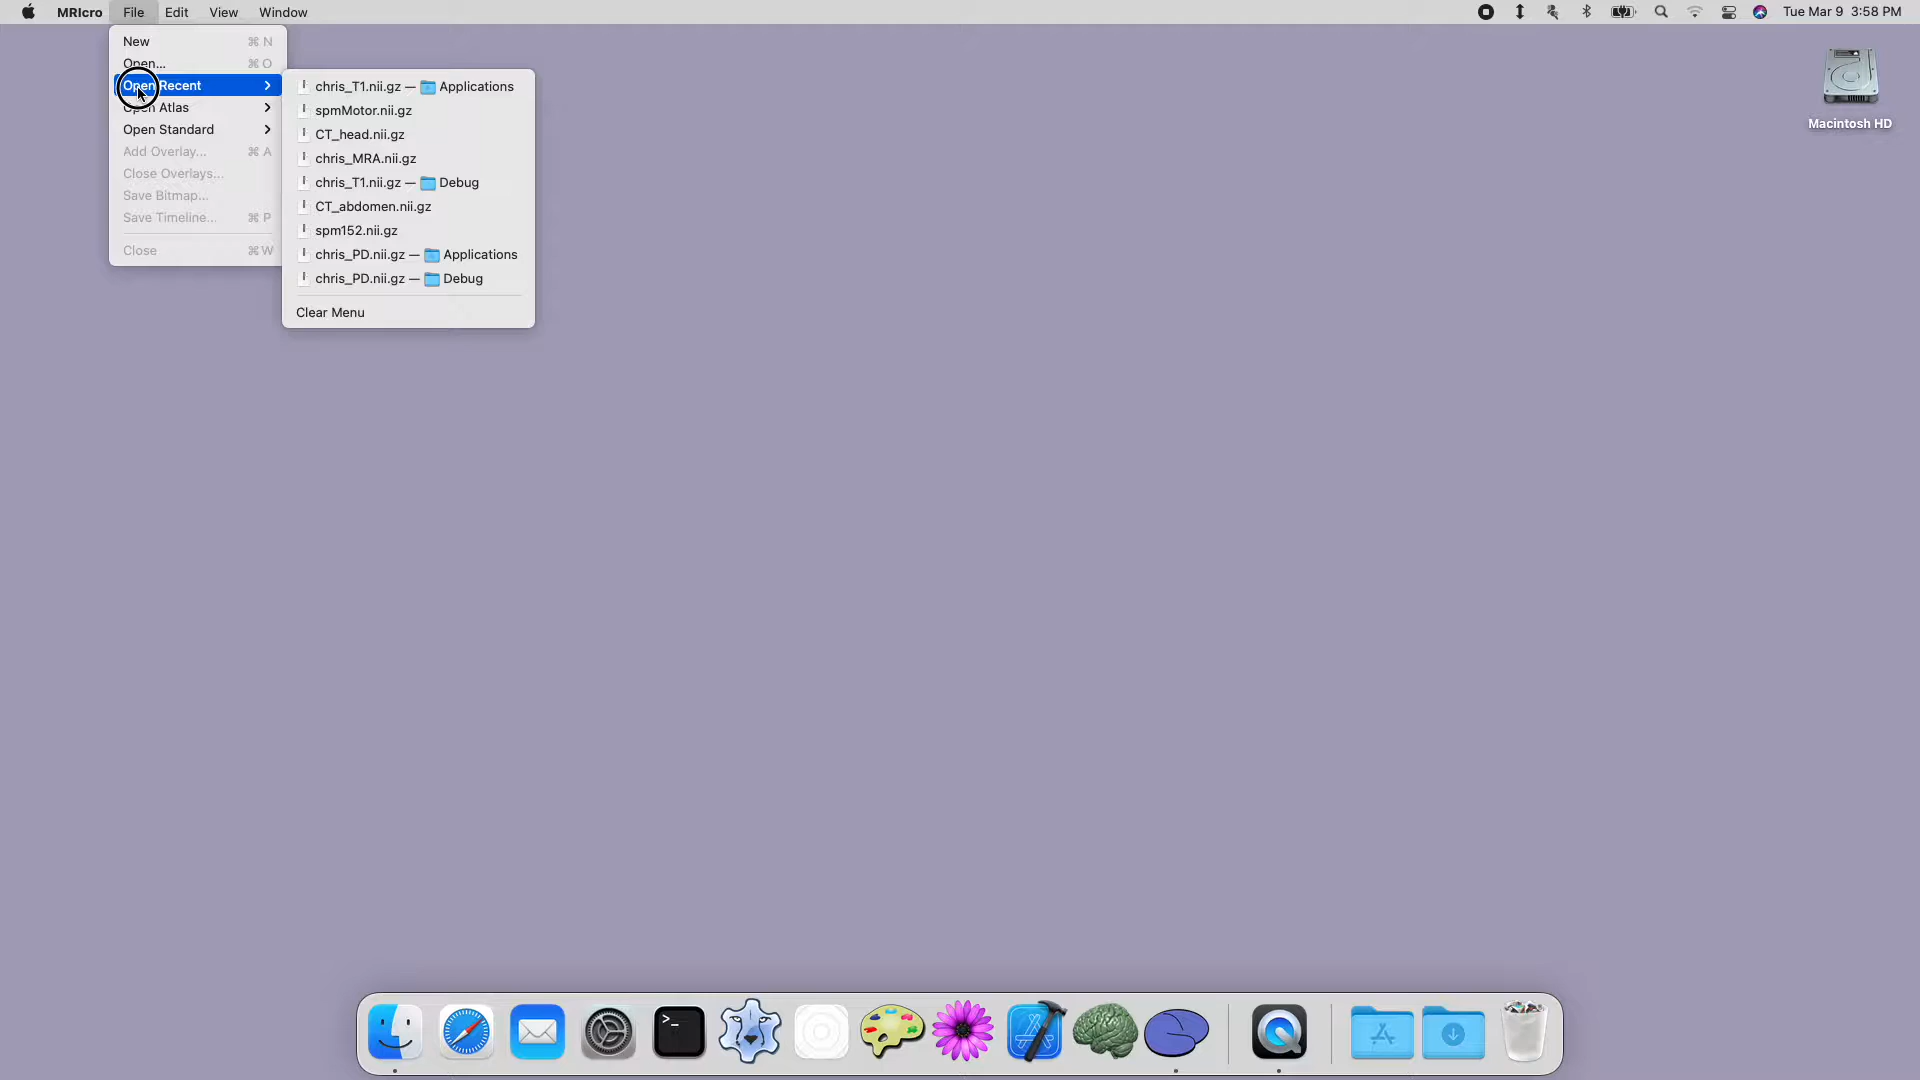 MRIcro File Edit View Window Tue Mar 9 3:58 PM
New ⌘ N
Open... ⌘ O
Open Recent
Open Atlas
Open Standard
Add Overlay... ⌘ A
Close Overlays...
Save Bitmap...
Save Timeline... ⌘ P
Close ⌘ W
chris_T1.nii.gz — Applications
spmMotor.nii.gz
CT_head.nii.gz
chris_MRA.nii.gz
chris_T1.nii.gz — Debug
CT_abdomen.nii.gz
spm152.nii.gz
chris_PD.nii.gz — Applications
chris_PD.nii.gz — Debug
Clear Menu
Macintosh HD
>_